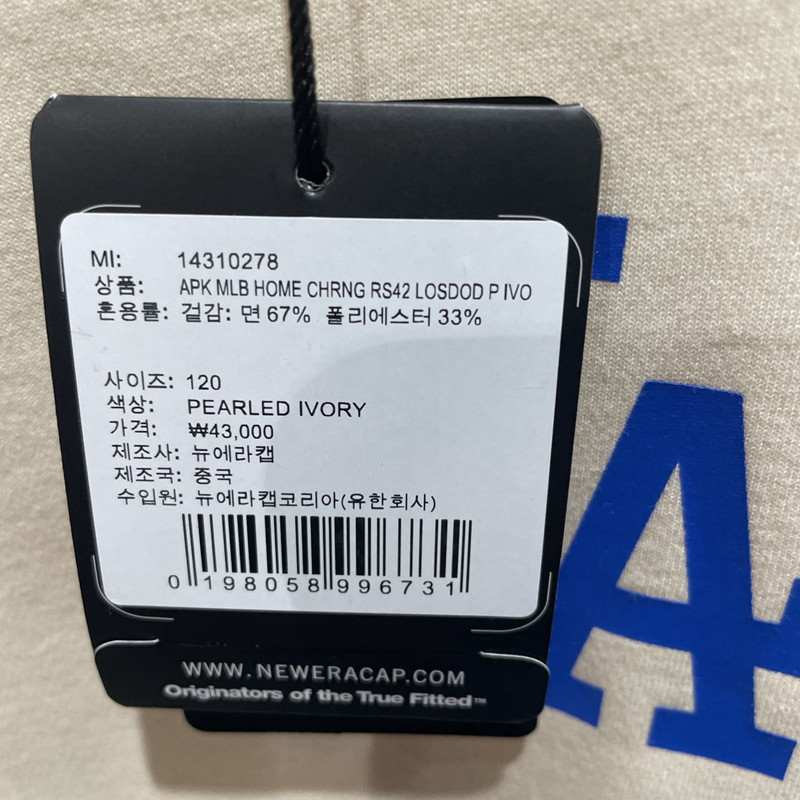 MI: 14310278
상품: APK MLB HOME CHRNG RS42 LOSDOD P IVO
혼용률: 겉감: 면 67% 폴리에스터 33%
사이즈: 120
색상: PEARLED IVORY
가격: ₩43,000
제조사: 뉴에라캡
제조국: 중국
수입원: 뉴에라캡코리아(유한회사)
0 198058 996731
WWW.NEWERACAP.COM
Originators of the True Fitted™